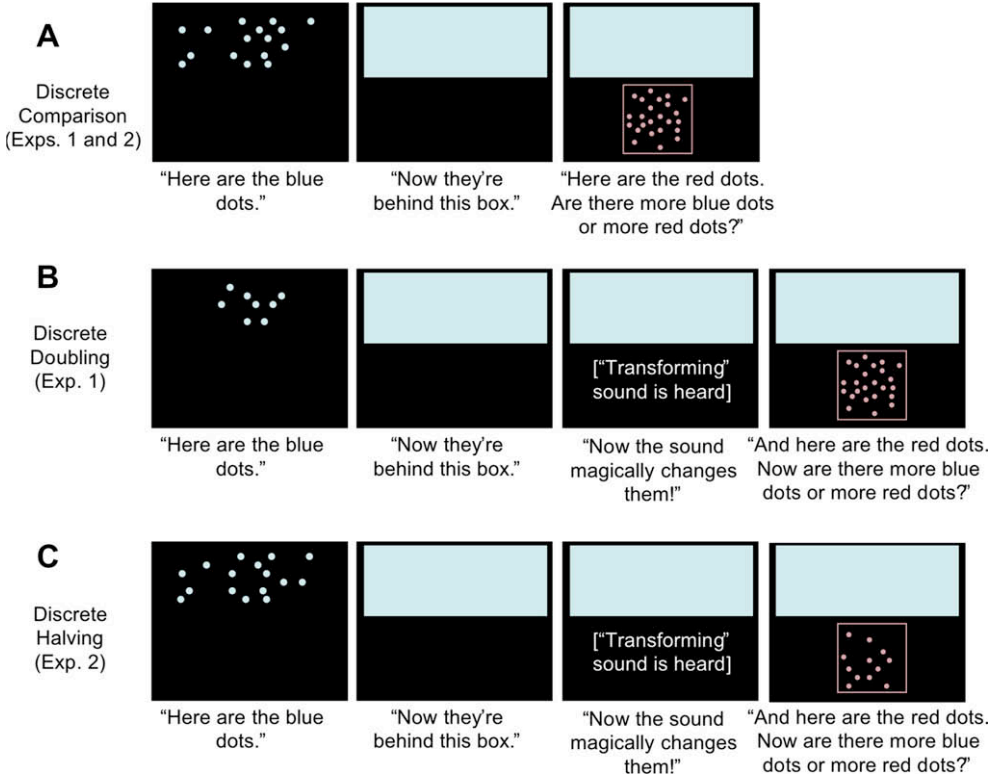 A
Discrete
Comparison
(Exps. 1 and 2)
“Here are the blue
dots.”
“Now they’re
behind this box.”
“Here are the red dots.
Are there more blue dots
or more red dots?”
B
Discrete
Doubling
(Exp. 1)
[“Transforming”
sound is heard]
“Here are the blue
dots.”
“Now they’re
behind this box.”
“Now the sound
magically changes
them!”
“And here are the red dots.
Now are there more blue
dots or more red dots?”
C
Discrete
Halving
(Exp. 2)
[“Transforming”
sound is heard]
“Here are the blue
dots.”
“Now they’re
behind this box.”
“Now the sound
magically changes
them!”
“And here are the red dots.
Now are there more blue
dots or more red dots?”